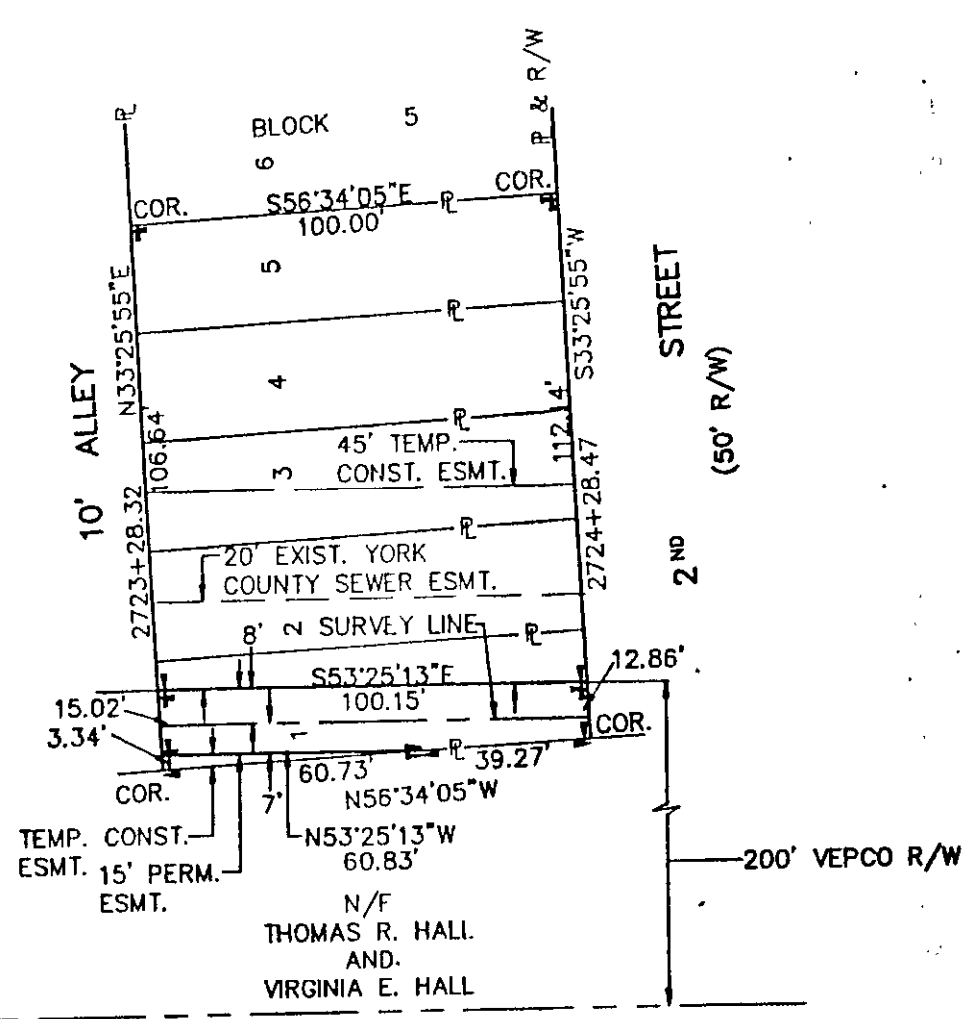 BLOCK 5
6
℄
℄ & R/W
COR.
COR.
S56°34'05"E
100.00'
℄
5
N33°25'55"E
S33°25'55"W
STREET
10' ALLEY
℄
4
(50' R/W)
℄
106.64
45' TEMP.
CONST. ESMT.
3
2723+28.32
2724+28.47
℄
20' EXIST. YORK
COUNTY SEWER ESMT.
2ND
8'
2
SURVEY LINE
℄
S53°25'13"E
100.15'
12.86'
15.02'
3.34'
1
COR.
℄
60.73'
39.27'
COR.
7'
N56°34'05"W
TEMP. CONST.
ESMT.
15' PERM.
ESMT.
N53°25'13"W
60.83'
200' VEPCO R/W
N/F
THOMAS R. HALL
AND.
VIRGINIA E. HALL